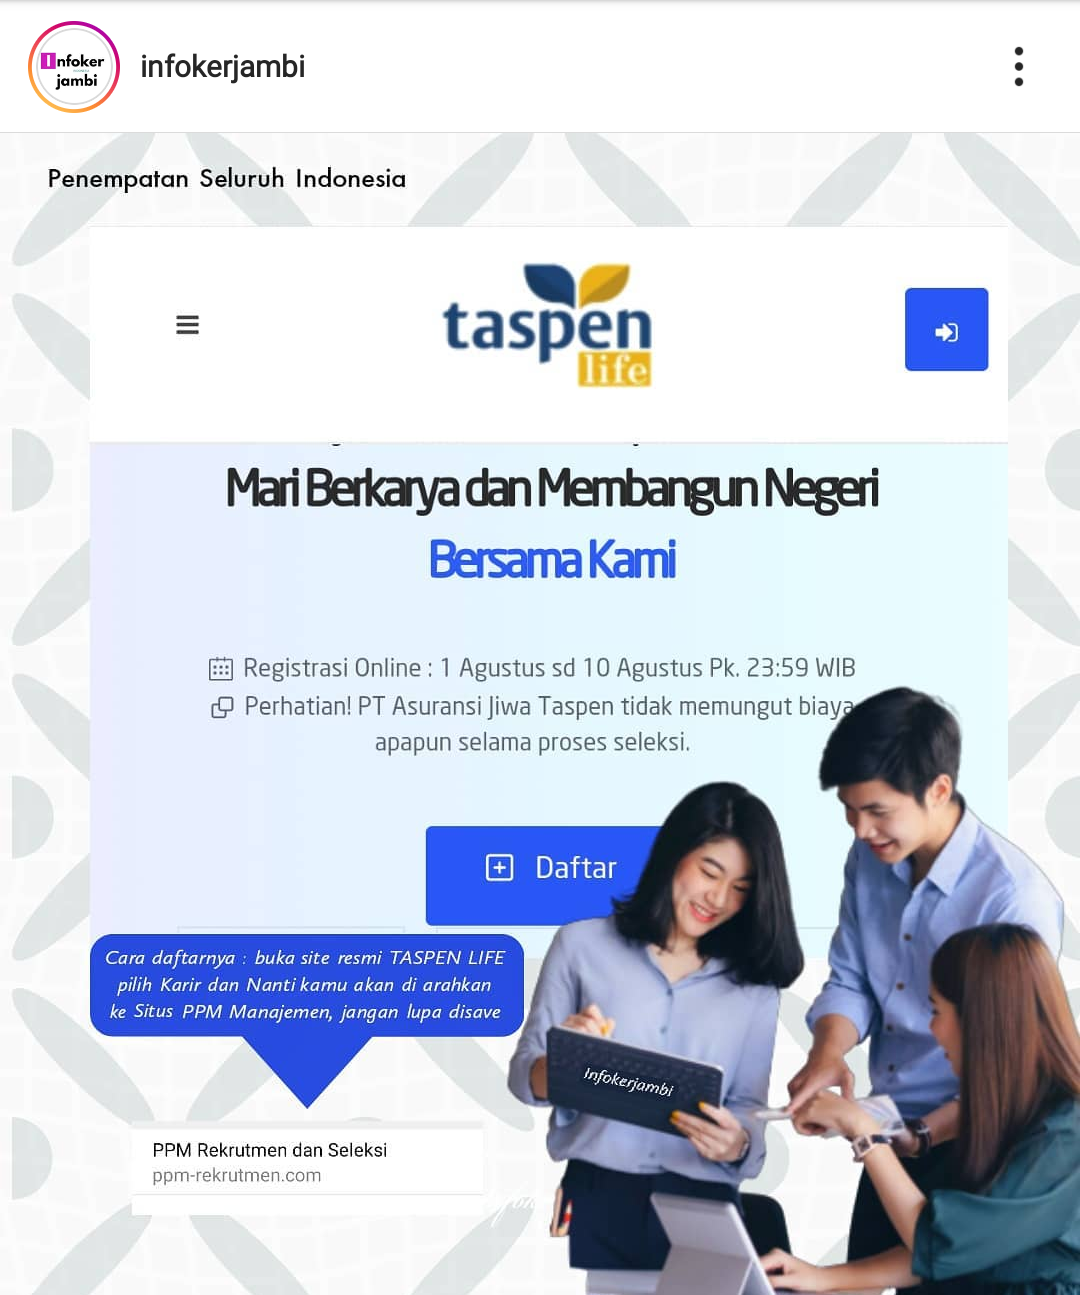 Infoker
jambi
infokerjambi
Penempatan Seluruh Indonesia
taspen
life
Mari Berkarya dan Membangun Negeri
Bersama Kami
Registrasi Online : 1 Agustus sd 10 Agustus Pk. 23:59 WIB
Perhatian! PT Asuransi Jiwa Taspen tidak memungut biaya
apapun selama proses seleksi.
Daftar
Cara daftarnya : buka site resmi TASPEN LIFE
pilih Karir dan Nanti kamu akan di arahkan
ke Situs PPM Manajemen, jangan lupa disave
Infokerjambi
PPM Rekrutmen dan Seleksi
ppm-rekrutmen.com